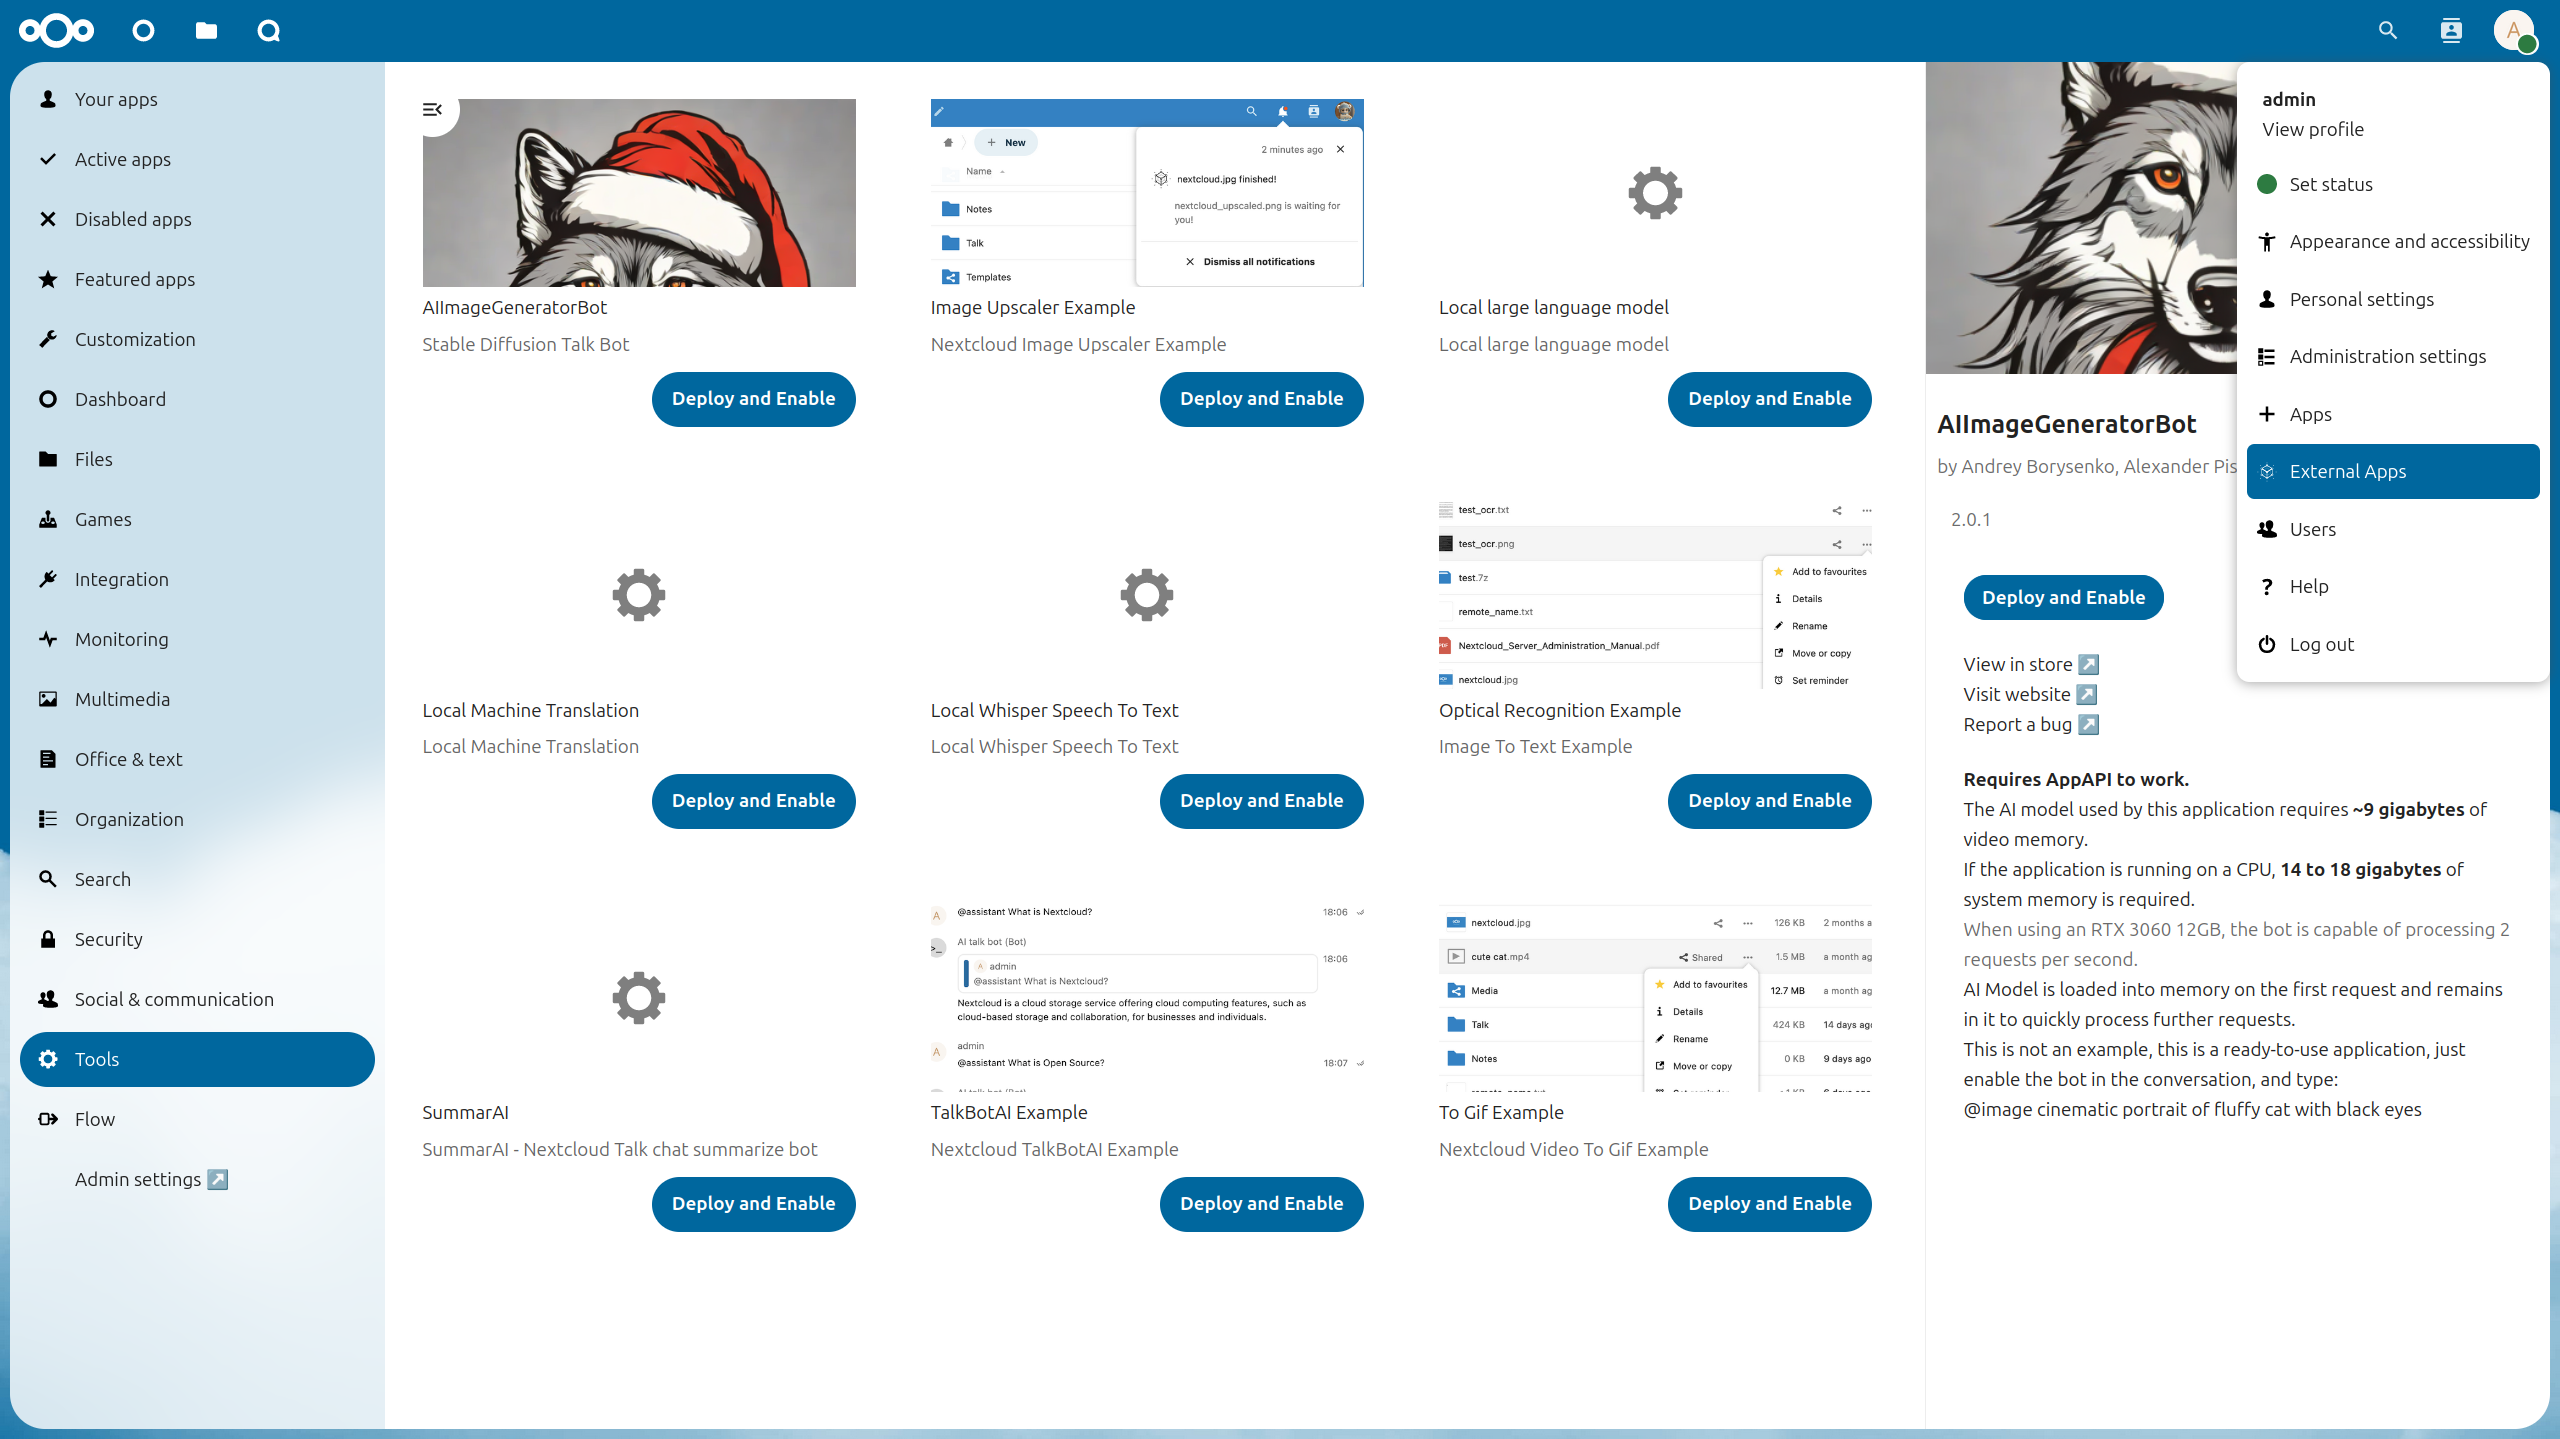 A
Your apps
Active apps
Disabled apps
Featured apps
Customization
Dashboard
Files
Games
Integration
Monitoring
Multimedia
Office & text
Organization
Search
Security
Social & communication
Tools
Flow
Admin settings
AIImageGeneratorBot
Stable Diffusion Talk Bot
Deploy and Enable
New
Name
Notes
Talk
Templates
2 minutes ago
nextcloud.jpg finished!
nextcloud_upscaled.png is waiting for
you!
Dismiss all notifications
Image Upscaler Example
Nextcloud Image Upscaler Example
Deploy and Enable
Local large language model
Local large language model
Deploy and Enable
Local Machine Translation
Local Machine Translation
Deploy and Enable
Local Whisper Speech To Text
Local Whisper Speech To Text
Deploy and Enable
test_ocr.txt
test_ocr.png
test.7z
remote_name.txt
PDF
Nextcloud_Server_Administration_Manual.pdf
nextcloud.jpg
Add to favourites
Details
Rename
Move or copy
Set reminder
Optical Recognition Example
Image To Text Example
Deploy and Enable
SummarAI
SummarAI - Nextcloud Talk chat summarize bot
Deploy and Enable
A @assistant What is Nextcloud? 18:06
>_ AI talk bot (Bot)
A admin 18:06
@assistant What is Nextcloud?
Nextcloud is a cloud storage service offering cloud computing features, such as
cloud-based storage and collaboration, for businesses and individuals.
admin
A @assistant What is Open Source? 18:07
AI talk bot (Bot)
TalkBotAI Example
Nextcloud TalkBotAI Example
Deploy and Enable
nextcloud.jpg 126 KB 2 months a
cute cat.mp4 Shared 1.5 MB a month ag
Media 12.7 MB a month ag
Talk 424 KB 14 days ago
Notes 0 KB 9 days ago
remote_name.txt <1 KB 6 days ago
Add to favourites
Details
Rename
Move or copy
Set reminder
To Gif Example
Nextcloud Video To Gif Example
Deploy and Enable
AIImageGeneratorBot
by Andrey Borysenko, Alexander Pis
2.0.1
Deploy and Enable
View in store
Visit website
Report a bug
Requires AppAPI to work.
The AI model used by this application requires ~9 gigabytes of
video memory.
If the application is running on a CPU, 14 to 18 gigabytes of
system memory is required.
When using an RTX 3060 12GB, the bot is capable of processing 2
requests per second.
AI Model is loaded into memory on the first request and remains
in it to quickly process further requests.
This is not an example, this is a ready-to-use application, just
enable the bot in the conversation, and type:
@image cinematic portrait of fluffy cat with black eyes
admin
View profile
Set status
Appearance and accessibility
Personal settings
Administration settings
Apps
External Apps
Users
Help
Log out